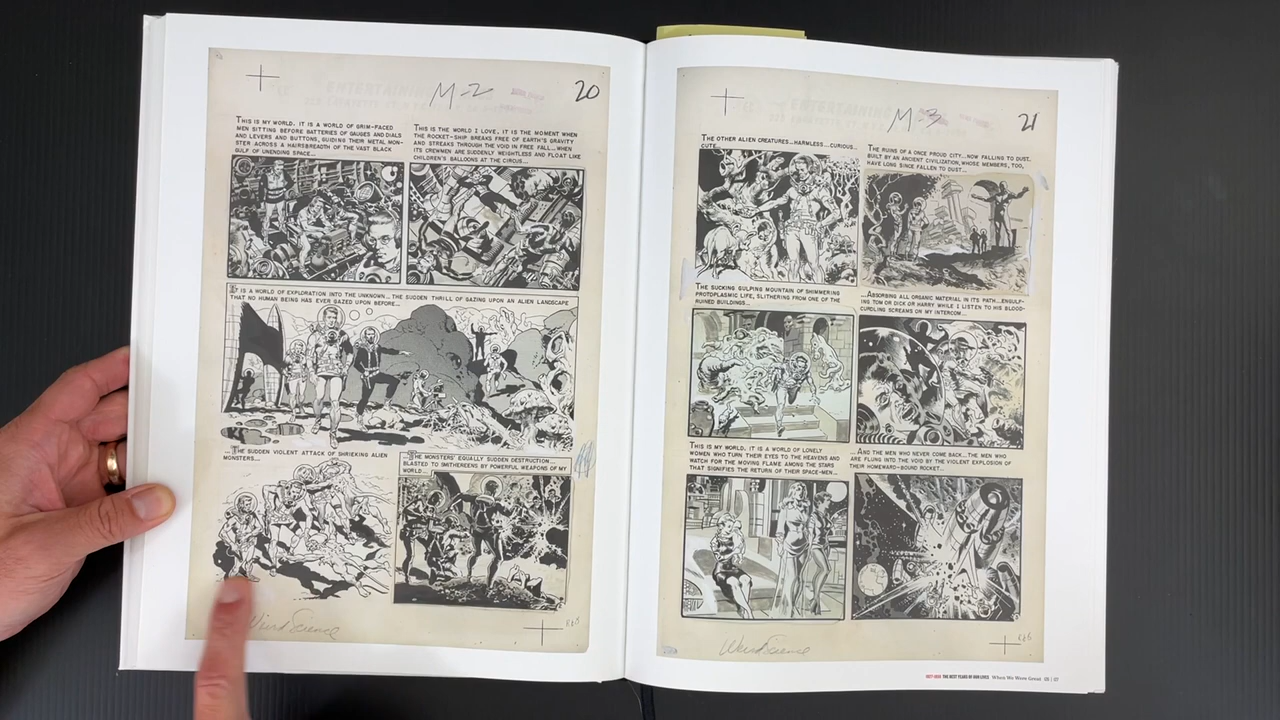 M-2
20
THIS IS MY WORLD. IT IS A WORLD OF GRIM-FACED
MEN SITTING BEFORE BATTERIES OF GAUGES AND DIALS
AND LEVERS AND BUTTONS, GUIDING THEIR METAL MON-
STER ACROSS A HAIRSBREADTH OF THE VAST BLACK
GULF OF UNENDING SPACE...
THIS IS THE WORLD I LOVE. IT IS THE MOMENT WHEN
THE ROCKET-SHIP BREAKS FREE OF EARTH'S GRAVITY
AND STREAKS THROUGH THE VOID IN FREE FALL...WHEN
ITS CREWMEN ARE SUDDENLY WEIGHTLESS AND FLOAT LIKE
CHILDREN'S BALLOONS AT THE CIRCUS...
IT IS A WORLD OF EXPLORATION INTO THE UNKNOWN... THE SUDDEN THRILL OF GAZING UPON AN ALIEN LANDSCAPE
THAT NO HUMAN BEING HAS EVER GAZED UPON BEFORE...
...THE SUDDEN VIOLENT ATTACK OF SHRIEKING ALIEN
MONSTERS...
...THE MONSTERS' EQUALLY SUDDEN DESTRUCTION...
BLASTED TO SMITHEREENS BY POWERFUL WEAPONS OF MY
WORLD...
Weird Science
M-3
21
THE OTHER ALIEN CREATURES...HARMLESS...CURIOUS...
CUTE...
THE RUINS OF A ONCE PROUD CITY...NOW FALLING TO DUST,
BUILT BY AN ANCIENT CIVILIZATION, WHOSE MEMBERS, TOO,
HAVE LONG SINCE FALLEN TO DUST...
THE SUCKING GULPING MOUNTAIN OF SHIMMERING
PROTOPLASMIC LIFE, SLITHERING FROM ONE OF THE
RUINED BUILDINGS...
...ABSORBING ALL ORGANIC MATERIAL IN ITS PATH...ENGULF-
ING TOM OR DICK OR HARRY WHILE I LISTEN TO HIS BLOOD-
CURDLING SCREAMS ON MY INTERCOM...
THIS IS MY WORLD. IT IS A WORLD OF LONELY
WOMEN WHO TURN THEIR EYES TO THE HEAVENS AND
WATCH FOR THE MOVING FLAME AMONG THE STARS
THAT SIGNIFIES THE RETURN OF THEIR SPACE-MEN...
...AND THE MEN WHO NEVER COME BACK...THE MEN WHO
ARE FLUNG INTO THE VOID BY THE VIOLENT EXPLOSION OF
THEIR HOMEWARD-BOUND ROCKET...
Weird Science
THE BEST YEARS OF OUR LIVES When We Were Great